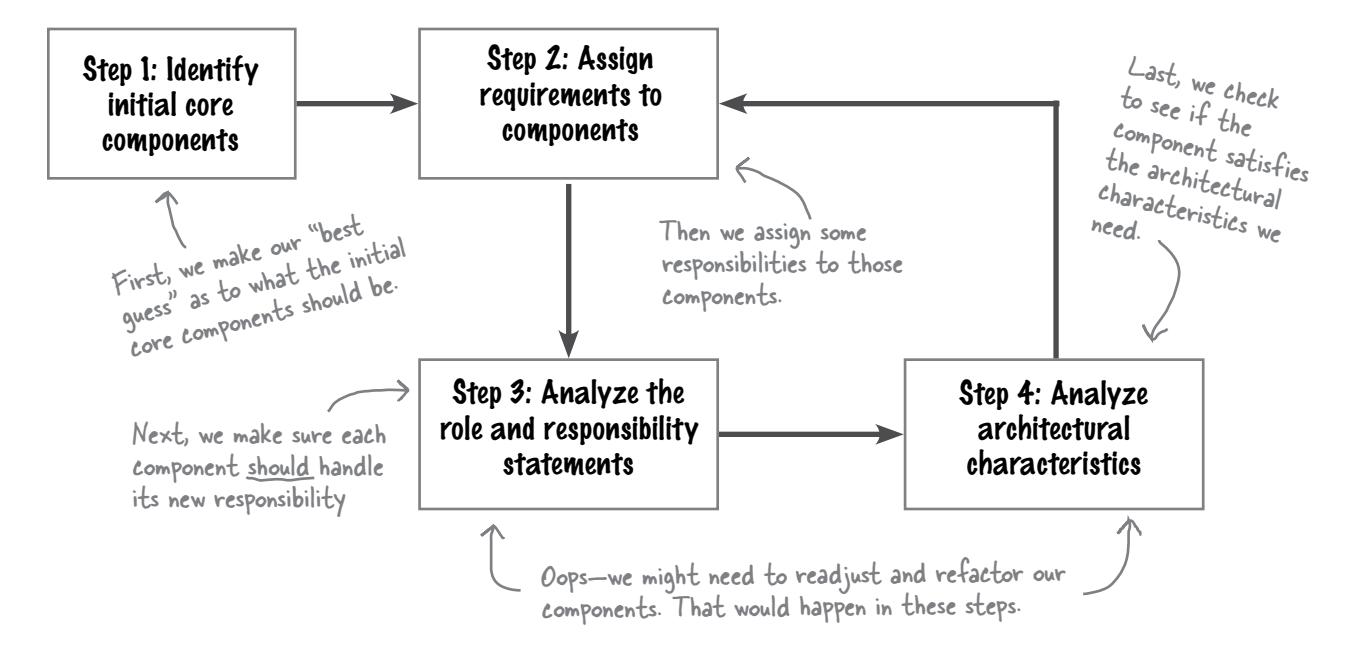 Step 1: Identify
initial core
components
Step 2: Assign
requirements to
components
Last, we check
to see if the
component satisfies
the architectural
characteristics we
need.
First, we make our “best
guess” as to what the initial
core components should be.
Then we assign some
responsibilities to those
components.
Step 3: Analyze the
role and responsibility
statements
Step 4: Analyze
architectural
characteristics
Next, we make sure each
component should handle
its new responsibility
Oops—we might need to readjust and refactor our
components. That would happen in these steps.